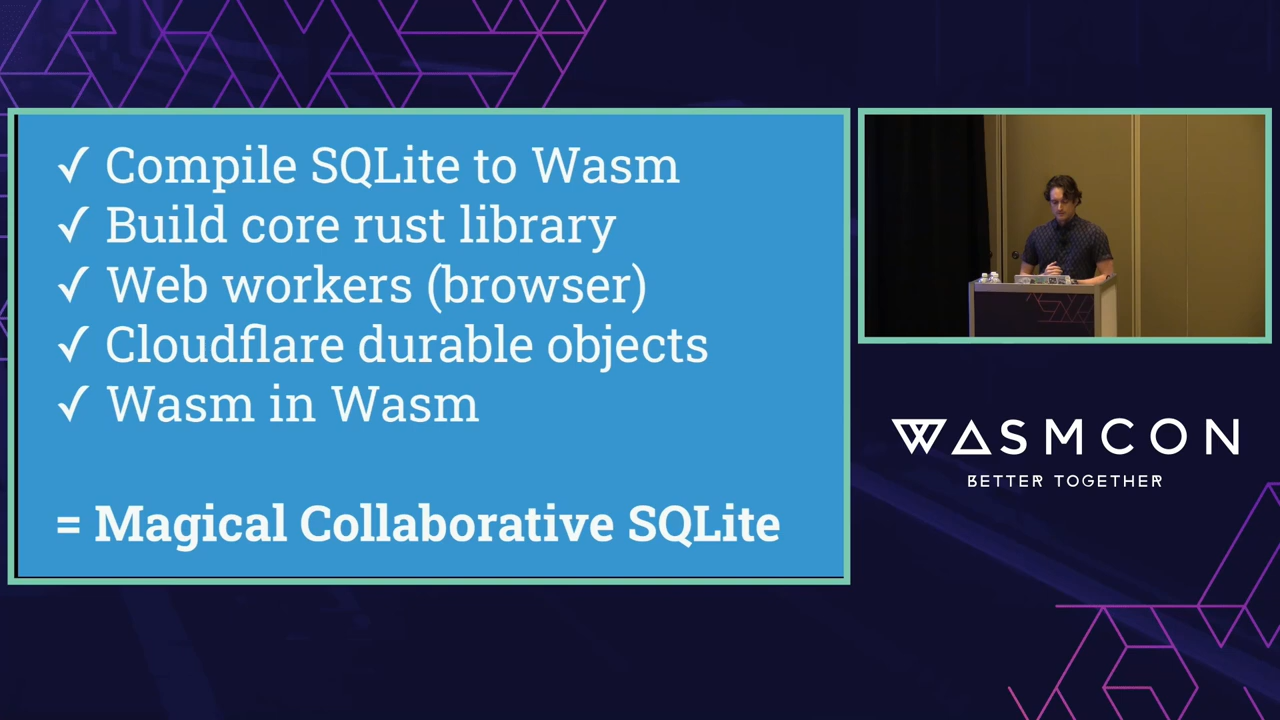 ✓ Compile SQLite to Wasm
✓ Build core rust library
✓ Web workers (browser)
✓ Cloudflare durable objects
✓ Wasm in Wasm
= Magical Collaborative SQLite
WASMCON
BETTER TOGETHER